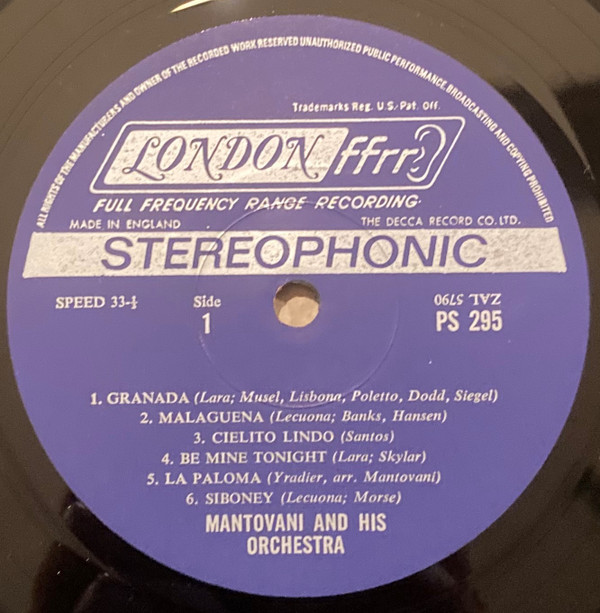 ALL RIGHTS OF THE MANUFACTURERS AND OWNER OF THE RECORDED WORK RESERVED UNAUTHORIZED PUBLIC PERFORMANCE, BROADCASTING AND COPYING PROHIBITED
Trademarks Reg. U.S. Pat. Off.
LONDON ffrr
FULL FREQUENCY RANGE RECORDING
MADE IN ENGLAND THE DECCA RECORD CO. LTD.
STEREOPHONIC
SPEED 33-⅓ Side ZAL 5790
1 PS 295
1. GRANADA (Lara; Musel, Lisbona, Poletto, Dodd, Siegel)
2. MALAGUENA (Lecuona; Banks, Hansen)
3. CIELITO LINDO (Santos)
4. BE MINE TONIGHT (Lara; Skylar)
5. LA PALOMA (Yradier, arr. Mantovani)
6. SIBONEY (Lecuona; Morse)
MANTOVANI AND HIS
ORCHESTRA